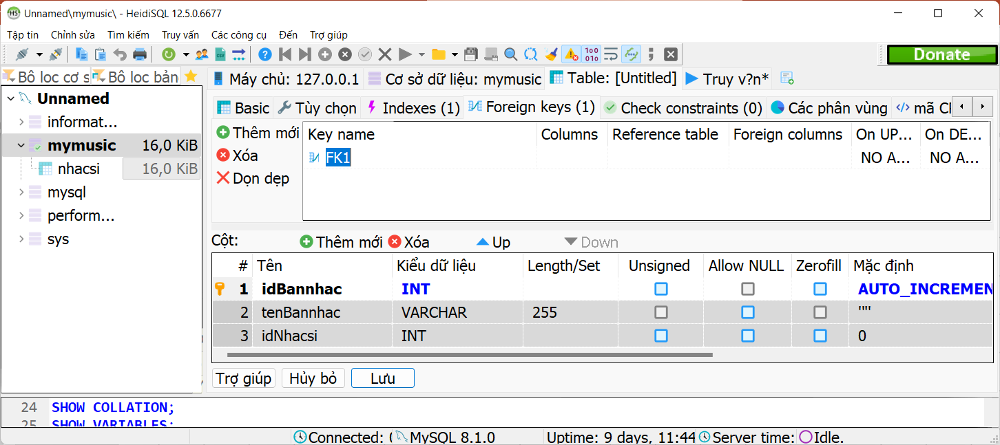 Unnamed\mymusic\ - HeidiSQL 12.5.0.6677
Tập tin Chỉnh sửa Tìm kiếm Truy vấn Các công cụ Đến Trợ giúp
Donate
Bô loc cơ s Bô loc bản
Máy chủ: 127.0.0.1 Cơ sở dữ liệu: mymusic Table: [Untitled] Truy v?n*
Unnamed
informat...
mymusic 16,0 KiB
nhacsi 16,0 KiB
mysql
perform...
sys
Basic Tùy chọn Indexes (1) Foreign keys (1) Check constraints (0) Các phân vùng </> mã CF
Thêm mới
Xóa
Dọn dẹp
Key name Columns Reference table Foreign columns On UP... On DE...
FK1 NO A... NO A...
Cột: Thêm mới Xóa Up Down
# Tên Kiểu dữ liệu Length/Set Unsigned Allow NULL Zerofill Mặc định
1 idBannhac INT AUTO_INCREMEN
2 tenBannhac VARCHAR 255 '""
3 idNhacsi INT 0
Trợ giúp Hủy bỏ Lưu
24 SHOW COLLATION;
25 SHOW VARIABLES;
Connected: MySQL 8.1.0 Uptime: 9 days, 11:44 Server time: Idle.